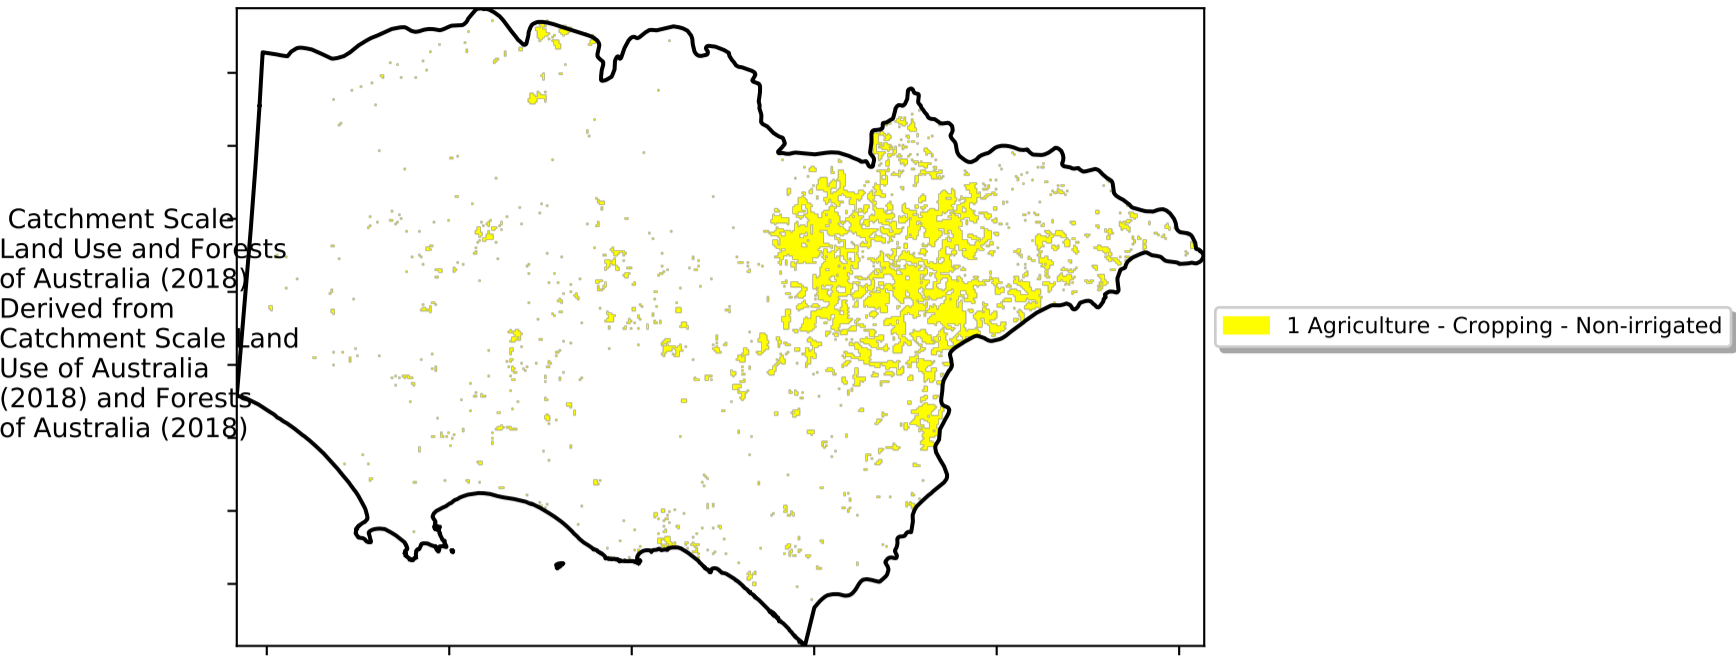 Catchment Scale
Land Use and Forests
of Australia (2018)
Derived from
Catchment Scale Land
Use of Australia
(2018) and Forests
of Australia (2018)
1 Agriculture - Cropping - Non-irrigated